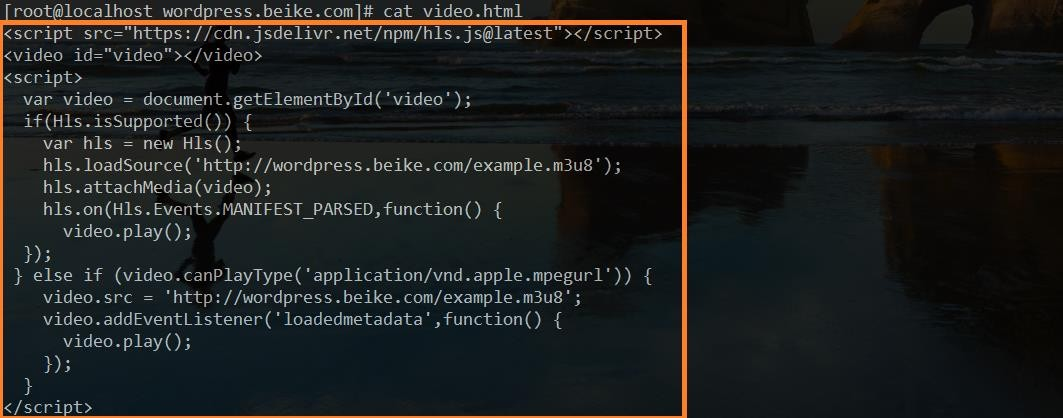 [root@localhost wordpress.beike.com]# cat video.html
<script src="https://cdn.jsdelivr.net/npm/hls.js@latest"></script>
<video id="video"></video>
<script>
  var video = document.getElementById('video');
  if(Hls.isSupported()) {
    var hls = new Hls();
    hls.loadSource('http://wordpress.beike.com/example.m3u8');
    hls.attachMedia(video);
    hls.on(Hls.Events.MANIFEST_PARSED,function() {
      video.play();
  });
 } else if (video.canPlayType('application/vnd.apple.mpegurl')) {
    video.src = 'http://wordpress.beike.com/example.m3u8';
    video.addEventListener('loadedmetadata',function() {
      video.play();
    });
  }
</script>